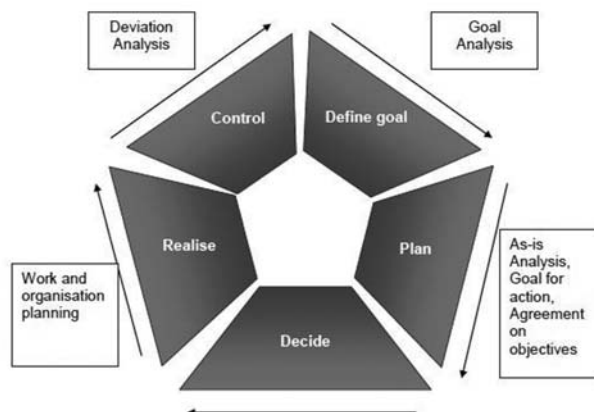 Deviation
Analysis
Goal
Analysis
Control
Define goal
Realise
Plan
Work and
organisation
planning
As-is
Analysis,
Goal for
action,
Agreement
on
objectives
Decide